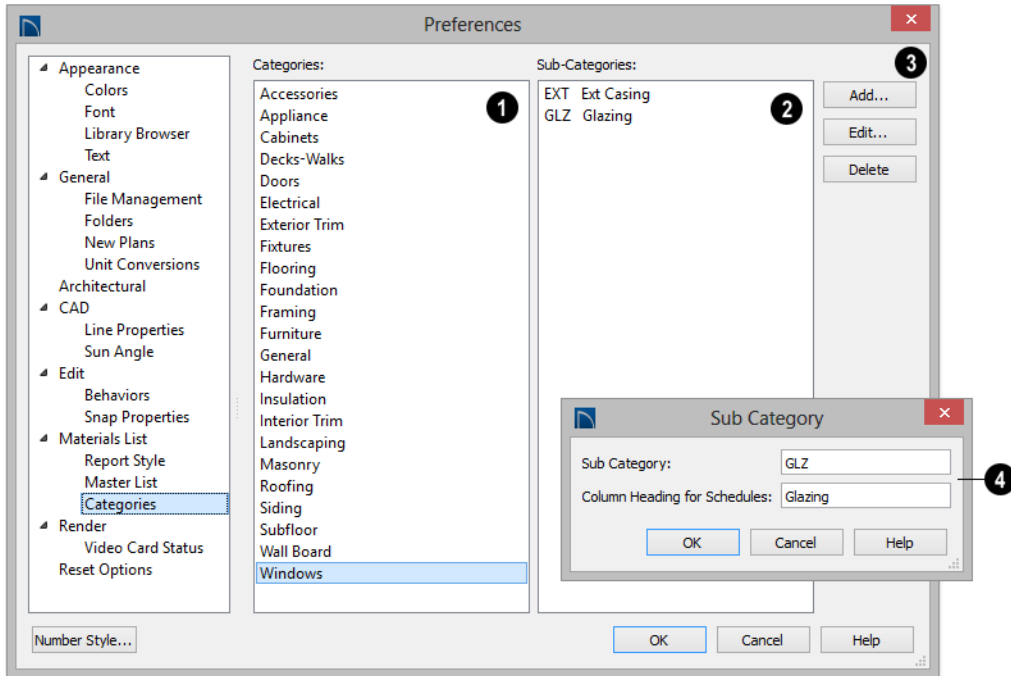 Preferences
Appearance
Colors
Font
Library Browser
Text
General
File Management
Folders
New Plans
Unit Conversions
Architectural
CAD
Line Properties
Sun Angle
Edit
Behaviors
Snap Properties
Materials List
Report Style
Master List
Categories
Render
Video Card Status
Reset Options
Categories:
1
Accessories
Appliance
Cabinets
Decks-Walks
Doors
Electrical
Exterior Trim
Fixtures
Flooring
Foundation
Framing
Furniture
General
Hardware
Insulation
Interior Trim
Landscaping
Masonry
Roofing
Siding
Subfloor
Wall Board
Windows
Sub-Categories:
2
EXT Ext Casing
GLZ Glazing
3
Add...
Edit...
Delete
Sub Category
Sub Category: GLZ
Column Heading for Schedules: Glazing
4
OK Cancel Help
Number Style...
OK Cancel Help